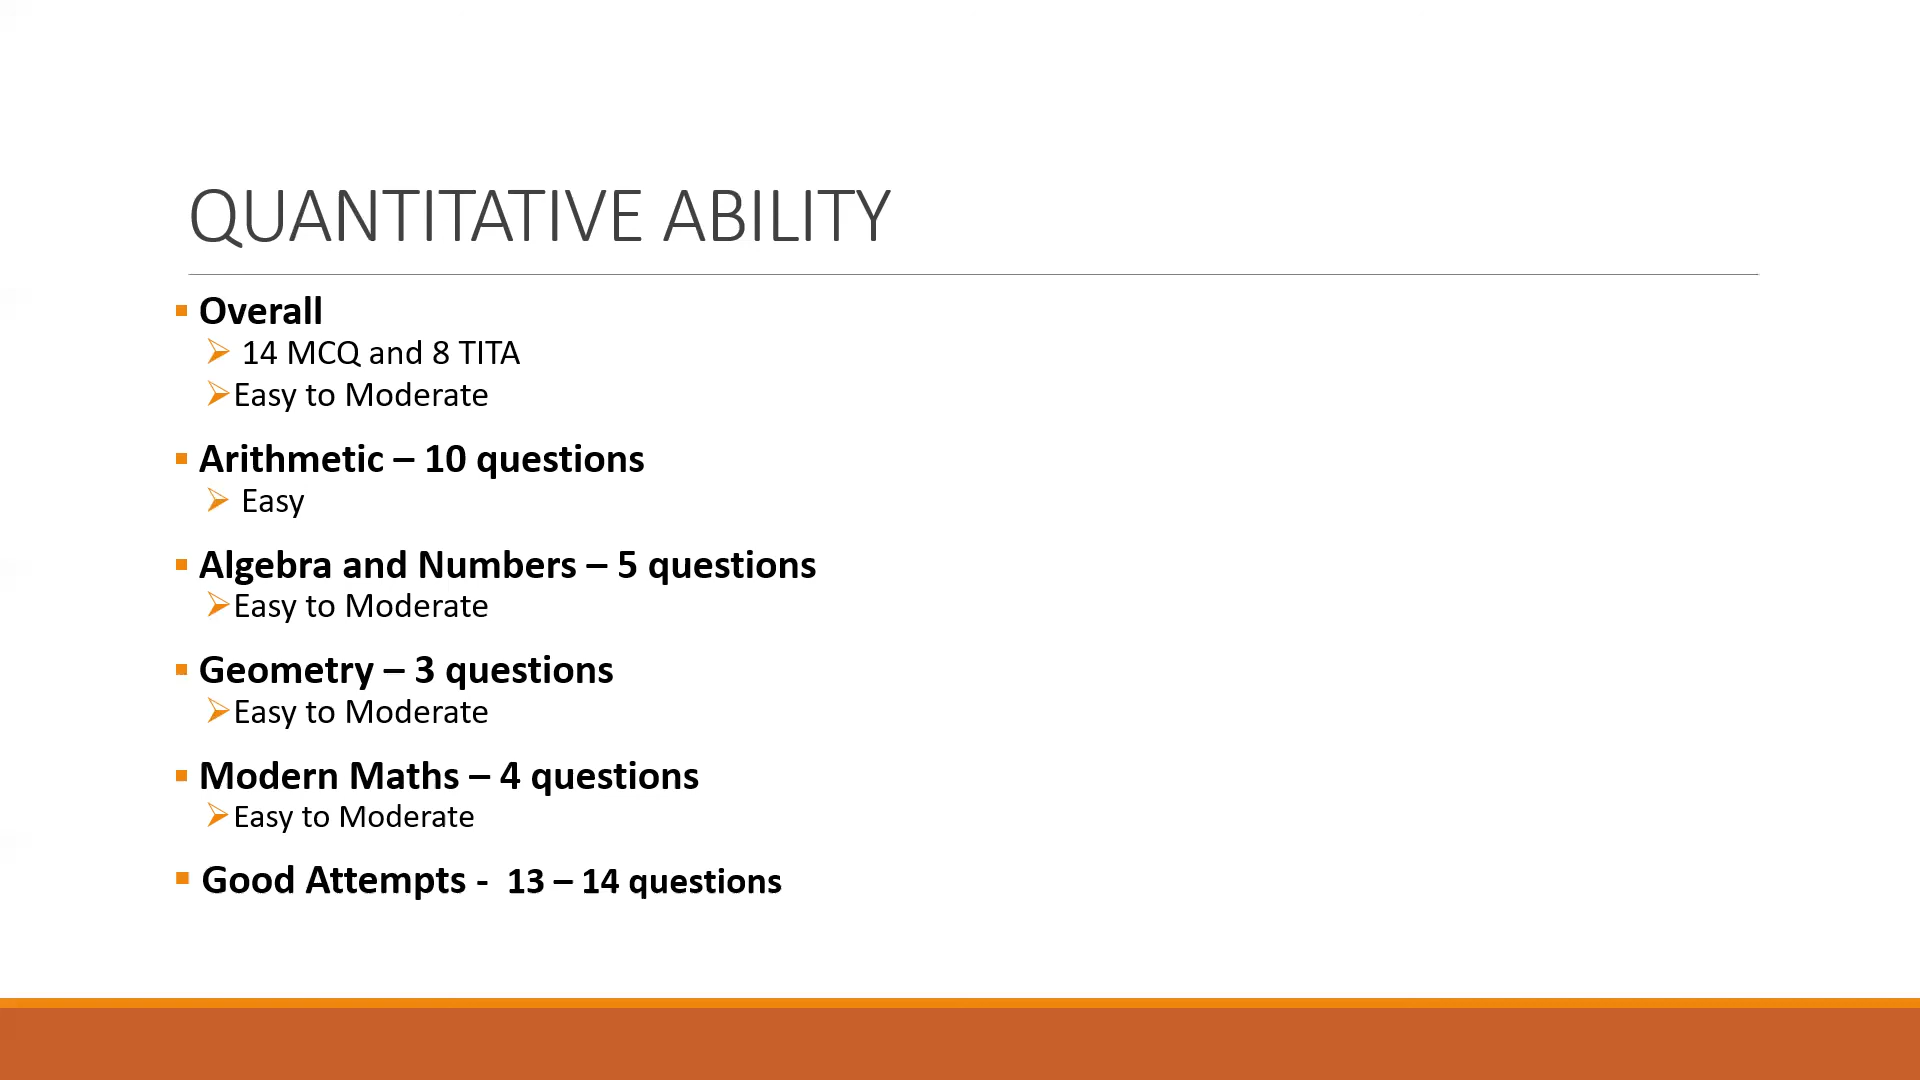 QUANTITATIVE ABILITY
Overall
14 MCQ and 8 TITA
Easy to Moderate
Arithmetic – 10 questions
Easy
Algebra and Numbers – 5 questions
Easy to Moderate
Geometry – 3 questions
Easy to Moderate
Modern Maths – 4 questions
Easy to Moderate
Good Attempts - 13 – 14 questions